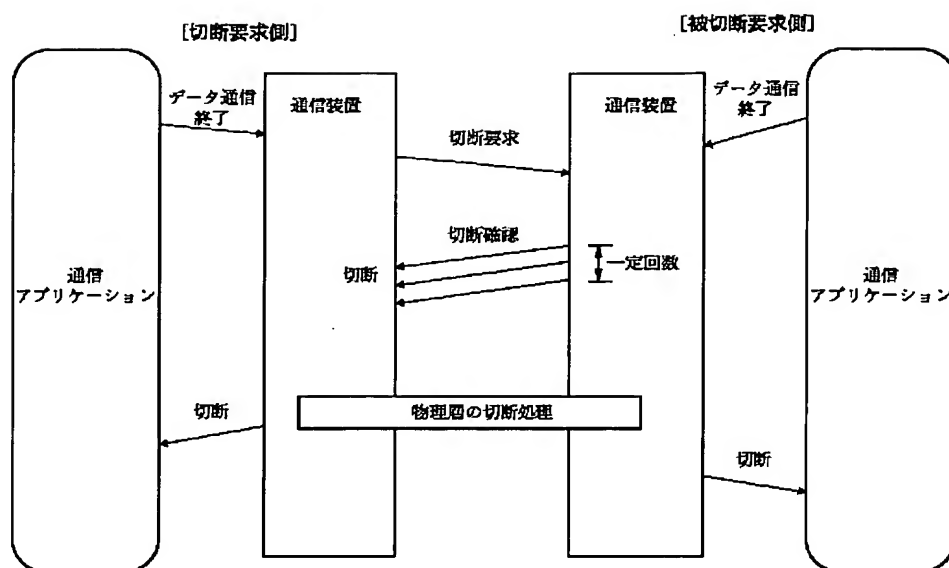 [切断要求側]
[被切断要求側]
データ通信
終了
通信装置
通信装置
データ通信
終了
切断要求
切断確認
切断
一定回数
通信
アプリケーション
通信
アプリケーション
物理層の切断処理
切断
切断